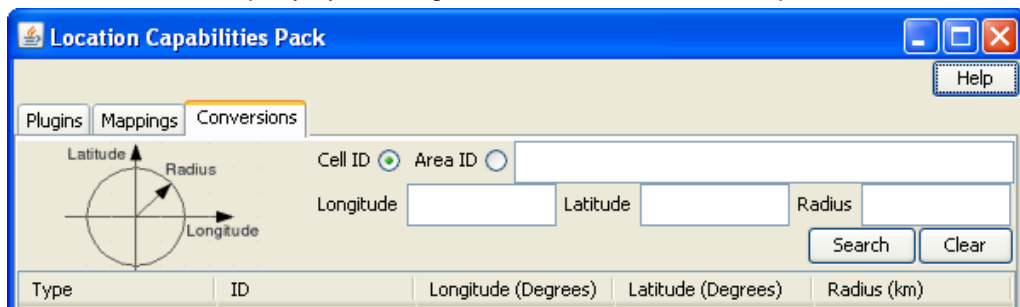 Location Capabilities Pack
Help
Plugins Mappings Conversions
Latitude
Radius
Longitude
Cell ID Area ID
Longitude Latitude Radius
Search Clear
Type ID Longitude (Degrees) Latitude (Degrees) Radius (km)